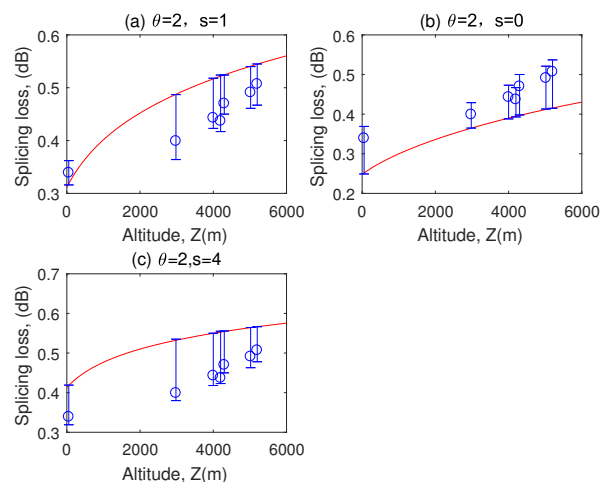 (a) θ=2, s=1
0.6
0.5
0.4
0.3
Splicing loss, (dB)
0 2000 4000 6000
Altitude, Z(m)
(b) θ=2, s=0
0.6
0.5
0.4
0.3
0.2
Splicing loss, (dB)
0 2000 4000 6000
Altitude, Z(m)
(c) θ=2,s=4
0.7
0.6
0.5
0.4
0.3
Splicing loss, (dB)
0 2000 4000 6000
Altitude, Z(m)